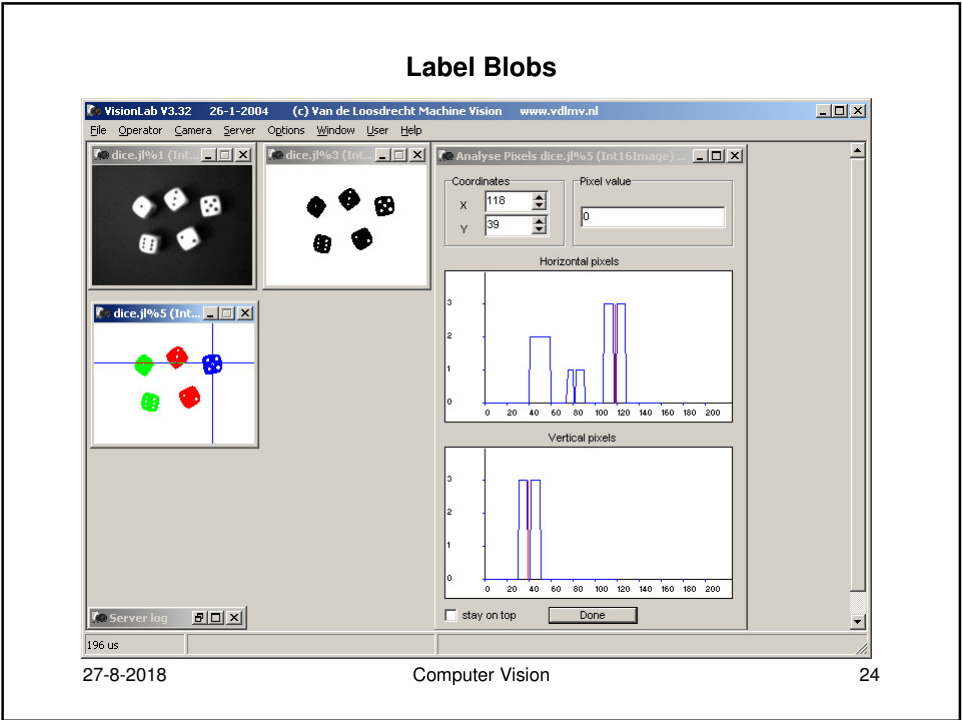 Label Blobs
VisionLab V3.32 26-1-2004 (c) Van de Loosdrecht Machine Vision www.vdlmv.nl
File Operator Camera Server Options Window User Help
dice.jl%1 (Int...
dice.jl%3 (Int...
Analyse Pixels dice.jl%5 (Int16Image) ...
Coordinates
X 118
Y 39
Pixel value
0
Horizontal pixels
3
2
1
0
0 20 40 60 80 100 120 140 160 180 200
dice.jl%5 (Int...
Vertical pixels
3
2
1
0
0 20 40 60 80 100 120 140 160 180 200
stay on top Done
Server log
196 us
27-8-2018 Computer Vision 24